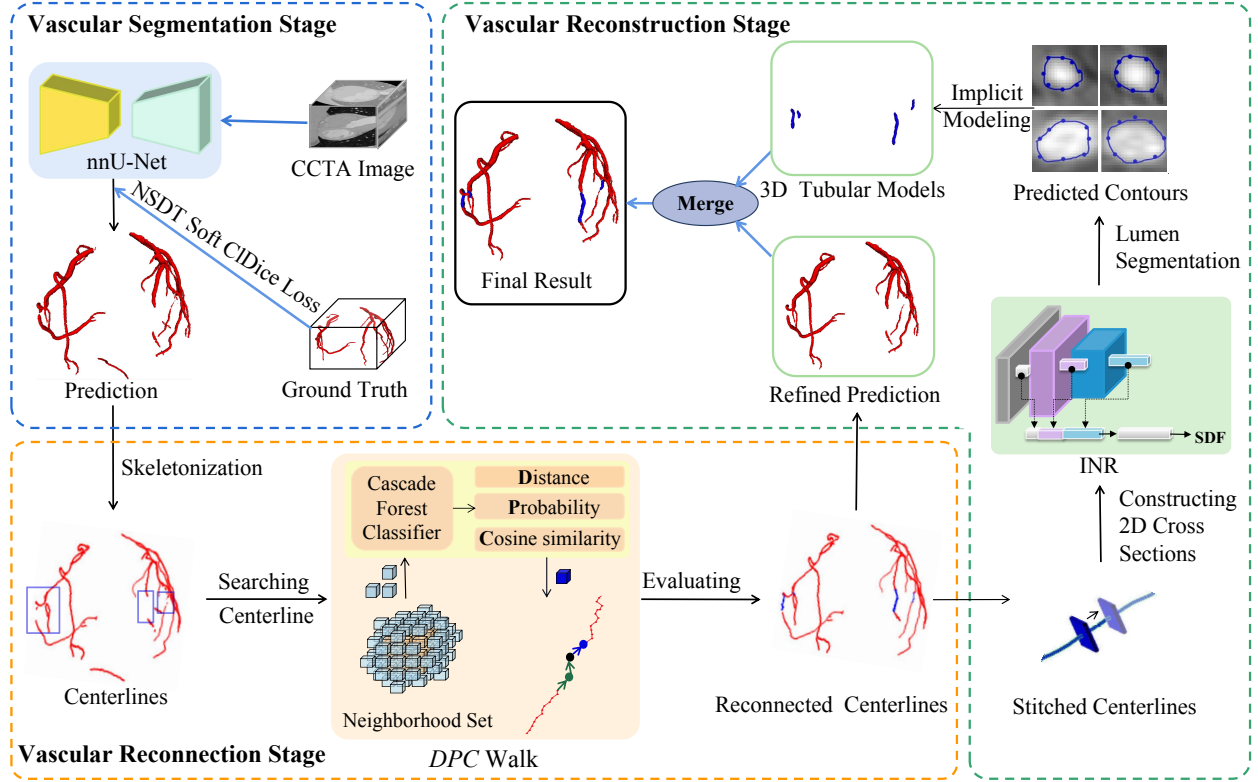 Vascular Segmentation Stage
nnU-Net
CCTA Image
NSDT Soft ClDice Loss
Prediction
Ground Truth
Skeletonization
Vascular Reconstruction Stage
Final Result
Merge
3D Tubular Models
Implicit
Modeling
Predicted Contours
Refined Prediction
Lumen
Segmentation
SDF
INR
Constructing
2D Cross
Sections
Stitched Centerlines
Centerlines
Searching
Centerline
Cascade
Forest
Classifier
Distance
Probability
Cosine similarity
Neighborhood Set
DPC Walk
Evaluating
Reconnected Centerlines
Vascular Reconnection Stage